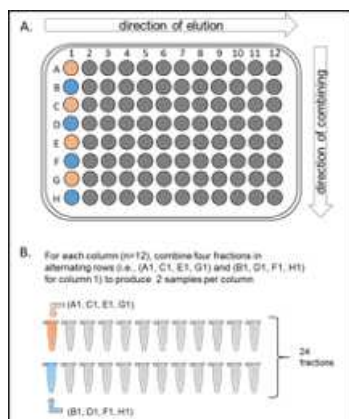 A.
direction of elution
1 2 3 4 5 6 7 8 9 10 11 12
A
B
C
D
E
F
G
H
direction of combining
B.
For each column (n=12), combine four fractions in
alternating rows (i.e., (A1, C1, E1, G1) and (B1, D1, F1, H1)
for column 1) to produce 2 samples per column
(A1, C1, E1, G1)
24
fractions
(B1, D1, F1, H1)